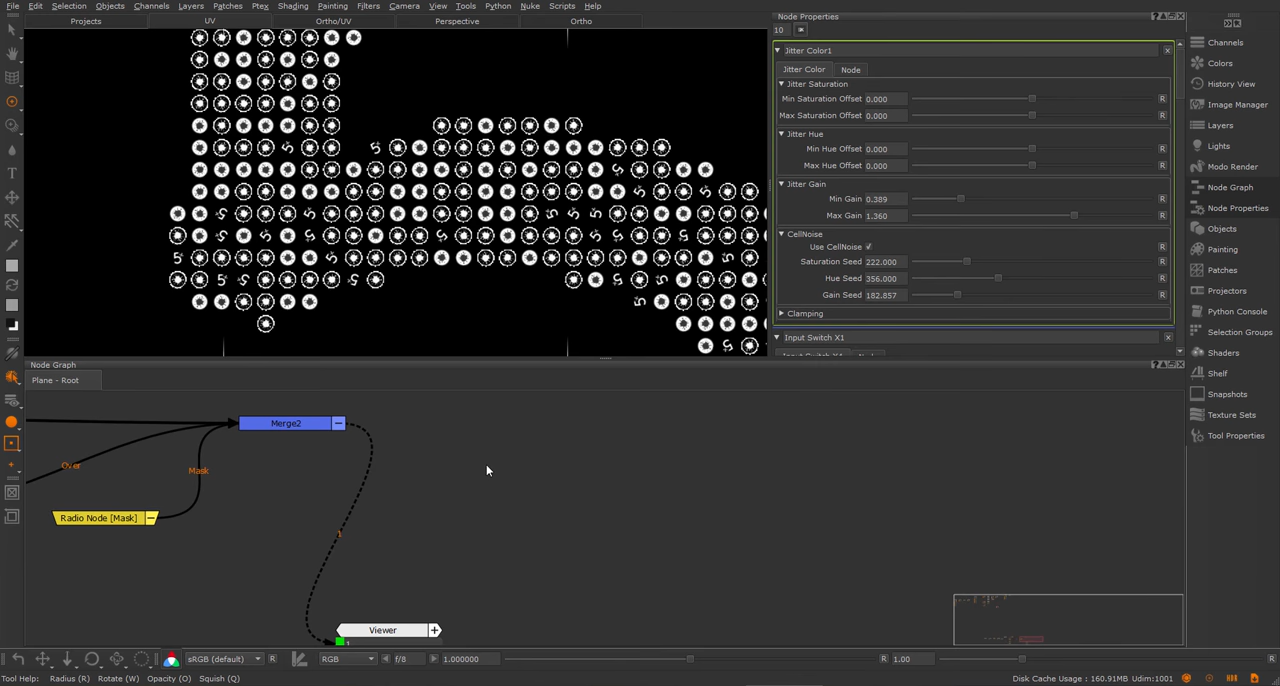 File Edit Selection Objects Channels Layers Patches Ptex Shading Painting Filters Camera View Tools Python Nuke Scripts Help
Projects UV Ortho/UV Perspective Ortho
Node Properties
10
Jitter Color1
Jitter Color Node
Jitter Saturation
Min Saturation Offset 0.000 R
Max Saturation Offset 0.000 R
Jitter Hue
Min Hue Offset 0.000 R
Max Hue Offset 0.000 R
Jitter Gain
Min Gain 0.389 R
Max Gain 1.360 R
CellNoise
Use CellNoise R
Saturation Seed 222.000 R
Hue Seed 356.000 R
Gain Seed 182.857 R
Clamping
Input Switch X1
Channels
Colors
History View
Image Manager
Layers
Lights
Modo Render
Node Graph
Node Properties
Objects
Painting
Patches
Projectors
Python Console
Selection Groups
Shaders
Shelf
Snapshots
Texture Sets
Tool Properties
Node Graph
Plane - Root
Merge2
Over
Mask
Radio Node [Mask]
1
Viewer
1
sRGB (default) R RGB f/8 1.000000 R 1.00 R
Tool Help: Radius (R) Rotate (W) Opacity (O) Squish (Q) Disk Cache Usage : 160.91MB Udim:1001